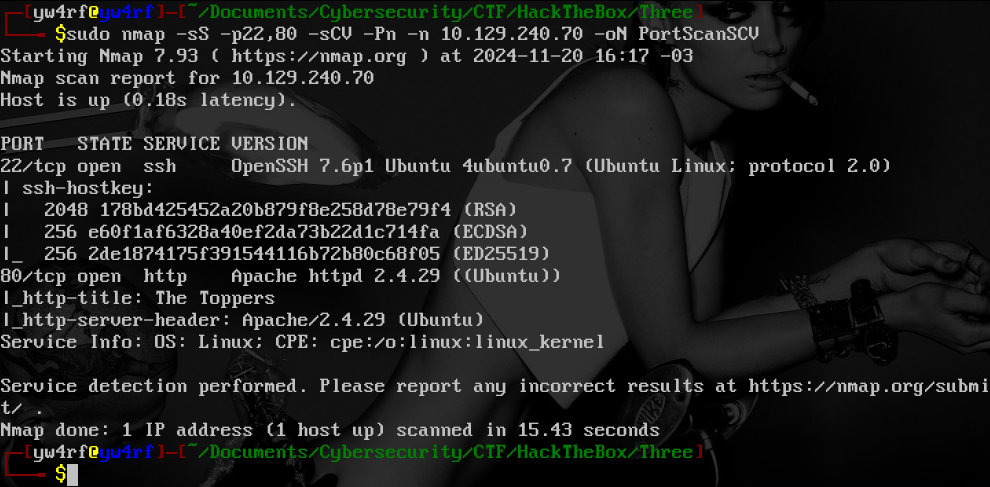 [yw4rf@yw4rf]-[~/Documents/Cybersecurity/CTF/HackTheBox/Three]
$sudo nmap -sS -p22,80 -sCV -Pn -n 10.129.240.70 -oN PortScanSCV
Starting Nmap 7.93 ( https://nmap.org ) at 2024-11-20 16:17 -03
Nmap scan report for 10.129.240.70
Host is up (0.18s latency).
PORT   STATE SERVICE VERSION
22/tcp open  ssh     OpenSSH 7.6p1 Ubuntu 4ubuntu0.7 (Ubuntu Linux; protocol 2.0)
| ssh-hostkey:
|   2048 178bd425452a20b879f8e258d78e79f4 (RSA)
|   256 e60f1af6328a40ef2da73b22d1c714fa (ECDSA)
|_  256 2de1874175f391544116b72b80c68f05 (ED25519)
80/tcp open  http    Apache httpd 2.4.29 ((Ubuntu))
|_http-title: The Toppers
|_http-server-header: Apache/2.4.29 (Ubuntu)
Service Info: OS: Linux; CPE: cpe:/o:linux:linux_kernel
Service detection performed. Please report any incorrect results at https://nmap.org/submi
t/ .
Nmap done: 1 IP address (1 host up) scanned in 15.43 seconds
[yw4rf@yw4rf]-[~/Documents/Cybersecurity/CTF/HackTheBox/Three]
$